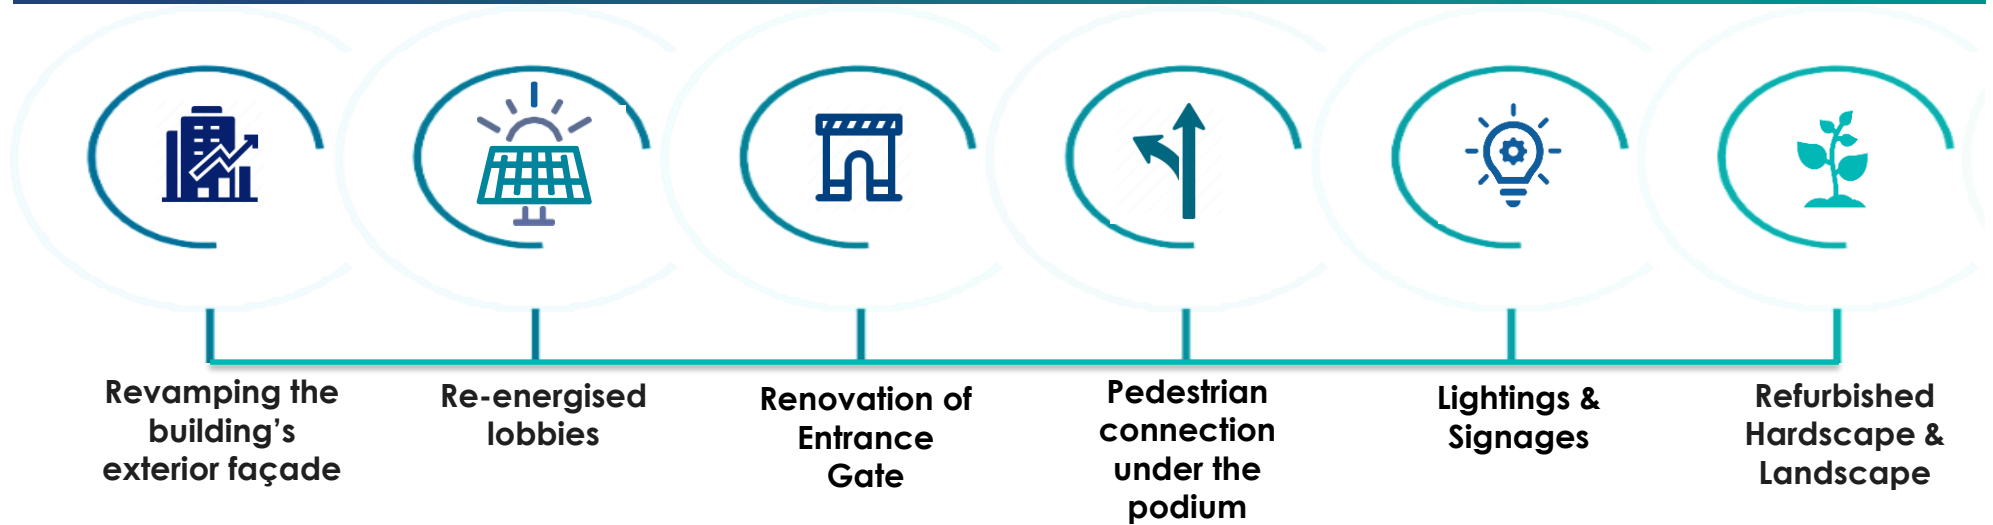 Revamping the
building’s
exterior façade
Re-energised
lobbies
Renovation of
Entrance
Gate
Pedestrian
connection
under the
podium
Lightings &
Signages
Refurbished
Hardscape &
Landscape